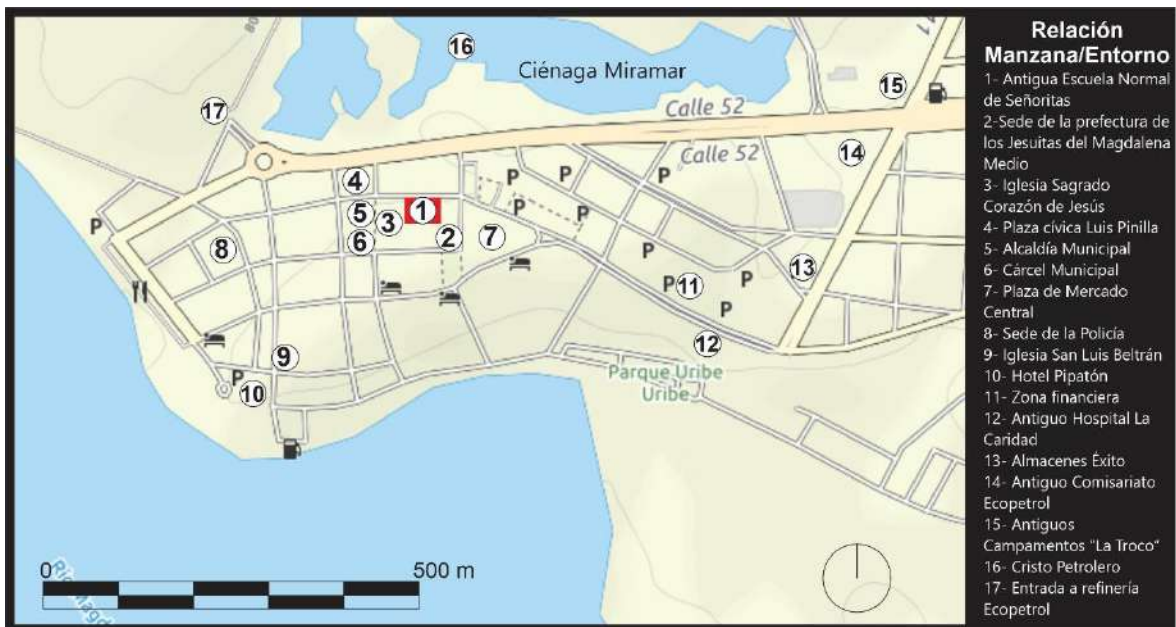 16
Ciénaga Miramar
15
17
Calle 52
Calle 52
14
4
P
P
P
1
5
3
P
P
P
8
6
2
7
P
13
P
11
P
P
12
9
P
10
Parque Uribe
Uribe
0
500 m
Relación
Manzana/Entorno
1- Antigua Escuela Normal
de Señoritas
2-Sede de la prefectura de
los Jesuitas del Magdalena
Medio
3- Iglesia Sagrado
Corazón de Jesús
4- Plaza cívica Luis Pinilla
5- Alcaldía Municipal
6- Cárcel Municipal
7- Plaza de Mercado
Central
8- Sede de la Policía
9- Iglesia San Luis Beltrán
10- Hotel Pipatón
11- Zona financiera
12- Antiguo Hospital La
Caridad
13- Almacenes Éxito
14- Antiguo Comisariato
Ecopetrol
15- Antiguos
Campamentos "La Troco"
16- Cristo Petrolero
17- Entrada a refinería
Ecopetrol